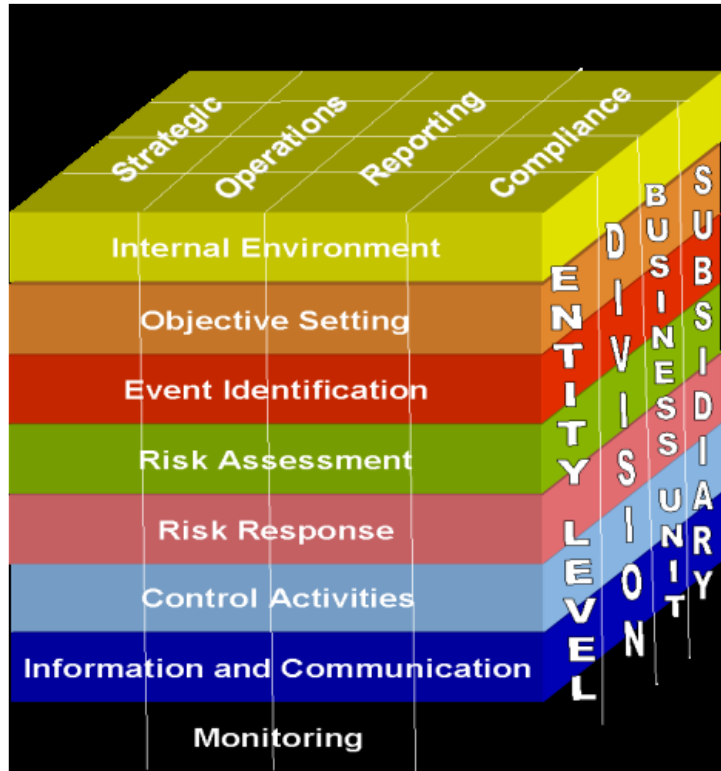 Strategic
Operations
Reporting
Compliance
Internal Environment
Objective Setting
Event Identification
Risk Assessment
Risk Response
Control Activities
Information and Communication
Monitoring
ENTITY LEVEL
DIVISION
BUSINESS UNIT
SUBSIDIARY